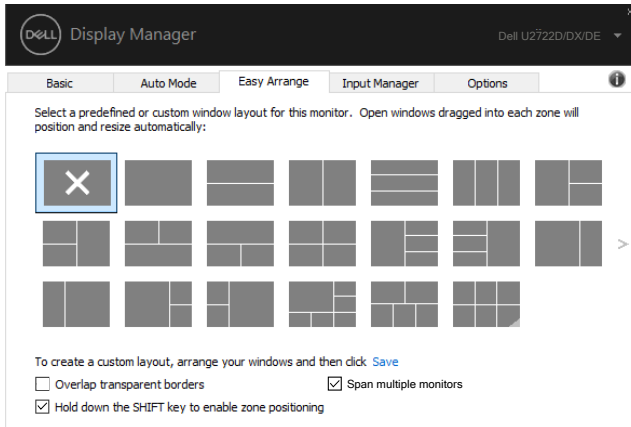 DELL Display Manager
Dell U2722D/DX/DE
Basic Auto Mode Easy Arrange Input Manager Options
Select a predefined or custom window layout for this monitor. Open windows dragged into each zone will
position and resize automatically:
To create a custom layout, arrange your windows and then click Save
Overlap transparent borders
Span multiple monitors
Hold down the SHIFT key to enable zone positioning